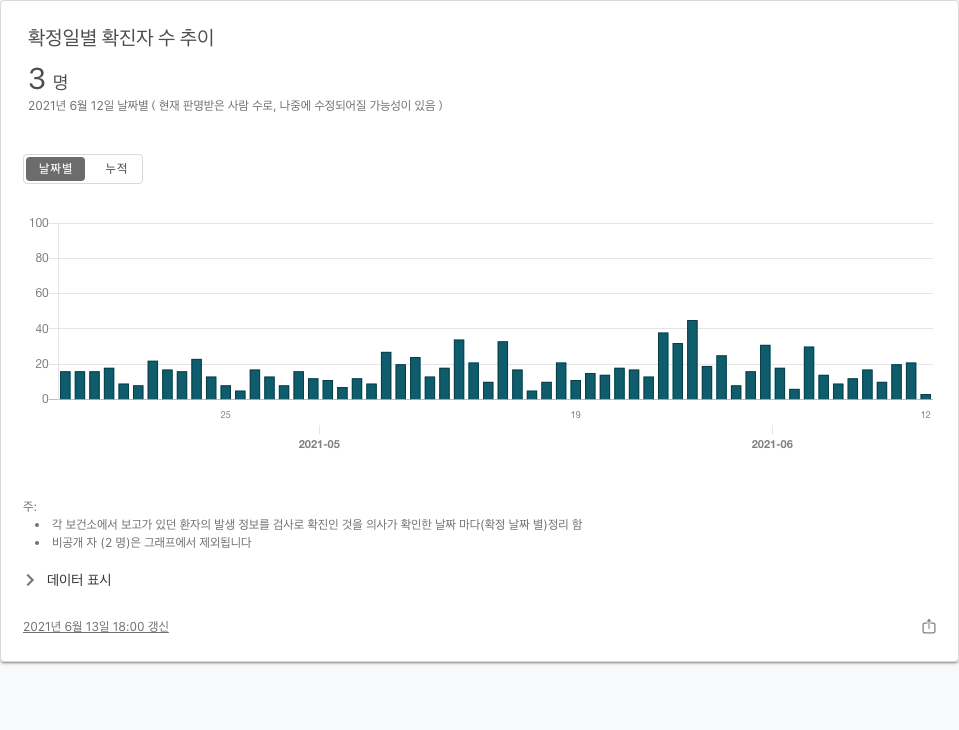 확정일별 확진자 수 추이
3 명
2021년 6월 12일 날짜별 ( 현재 판명받은 사람 수로, 나중에 수정되어질 가능성이 있음 )
날짜별 누적
100
80
60
40
20
0
25 19 12
2021-05 2021-06
주:
• 각 보건소에서 보고가 있던 환자의 발생 정보를 검사로 확진인 것을 의사가 확인한 날짜 마다(확정 날짜 별)정리 함
• 비공개 자 (2 명)은 그래프에서 제외됩니다
데이터 표시
2021년 6월 13일 18:00 갱신